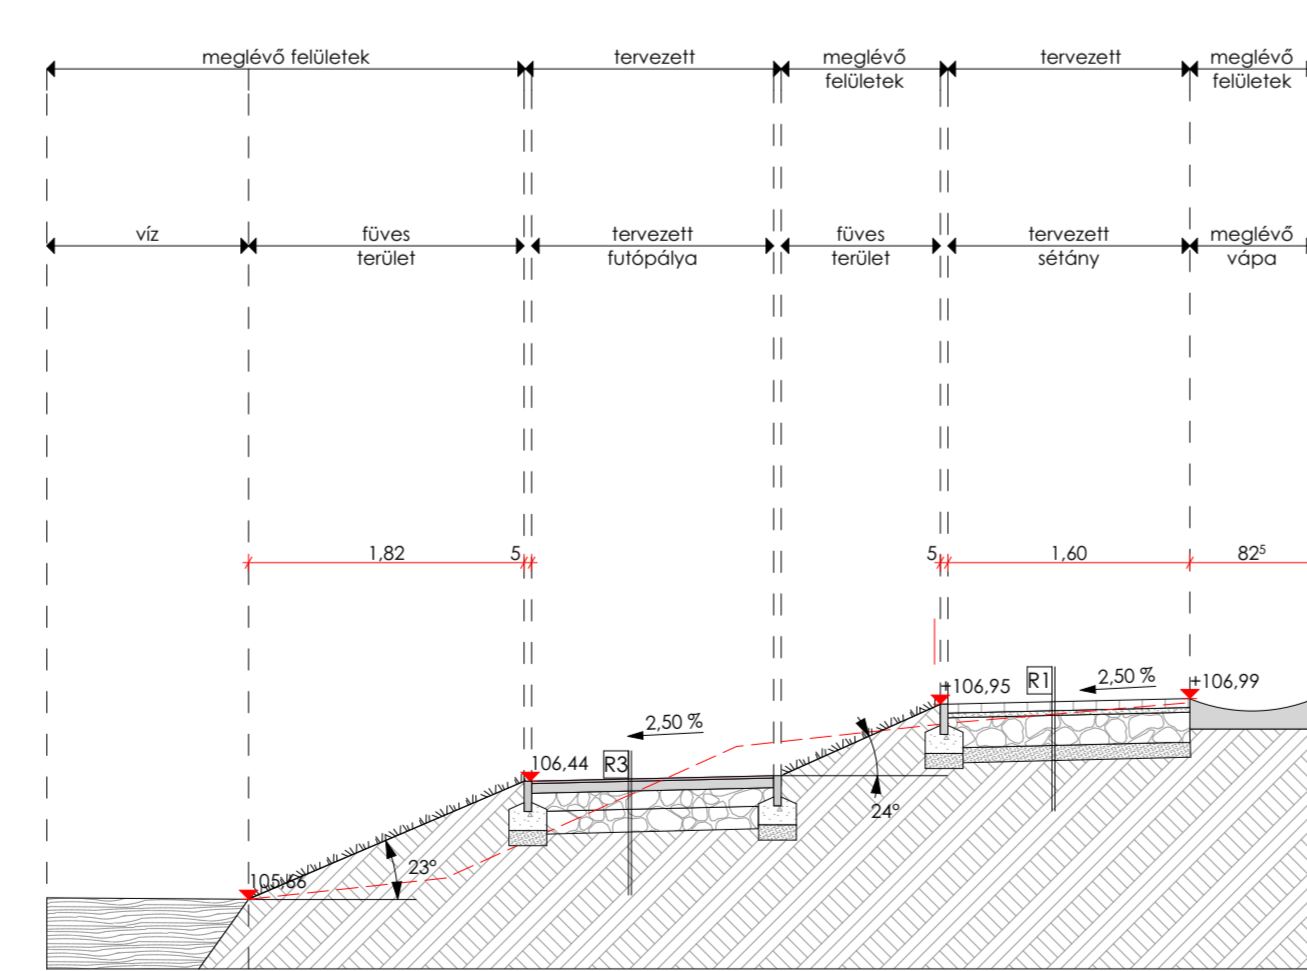 meglévő felületek
tervezett
meglévő
felületek
tervezett
meglévő
felületek
víz
füves
terület
tervezett
futópálya
füves
terület
tervezett
sétány
meglévő
vápa
1,82
5
5
1,60
82⁵
+106,95
R1
2,50 %
+106,99
2,50 %
106,44
R3
24°
23°
105,66